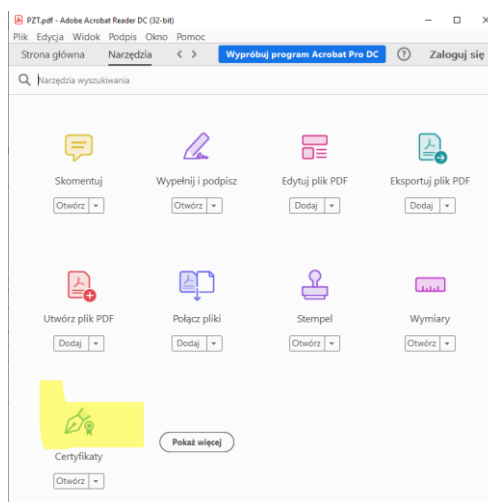 PZT.pdf - Adobe Acrobat Reader DC (32-bit)
Plik Edycja Widok Podpis Okno Pomoc
Strona główna Narzędzia Wypróbuj program Acrobat Pro DC ? Zaloguj się
Narzędzia wyszukiwania
Skomentuj Wypełnij i podpisz Edytuj plik PDF Eksportuj plik PDF
Otwórz Otwórz Dodaj Dodaj
Utwórz plik PDF Połącz pliki Stempel Wymiary
Dodaj Dodaj Otwórz Otwórz
Pokaż więcej
Certyfikaty
Otwórz